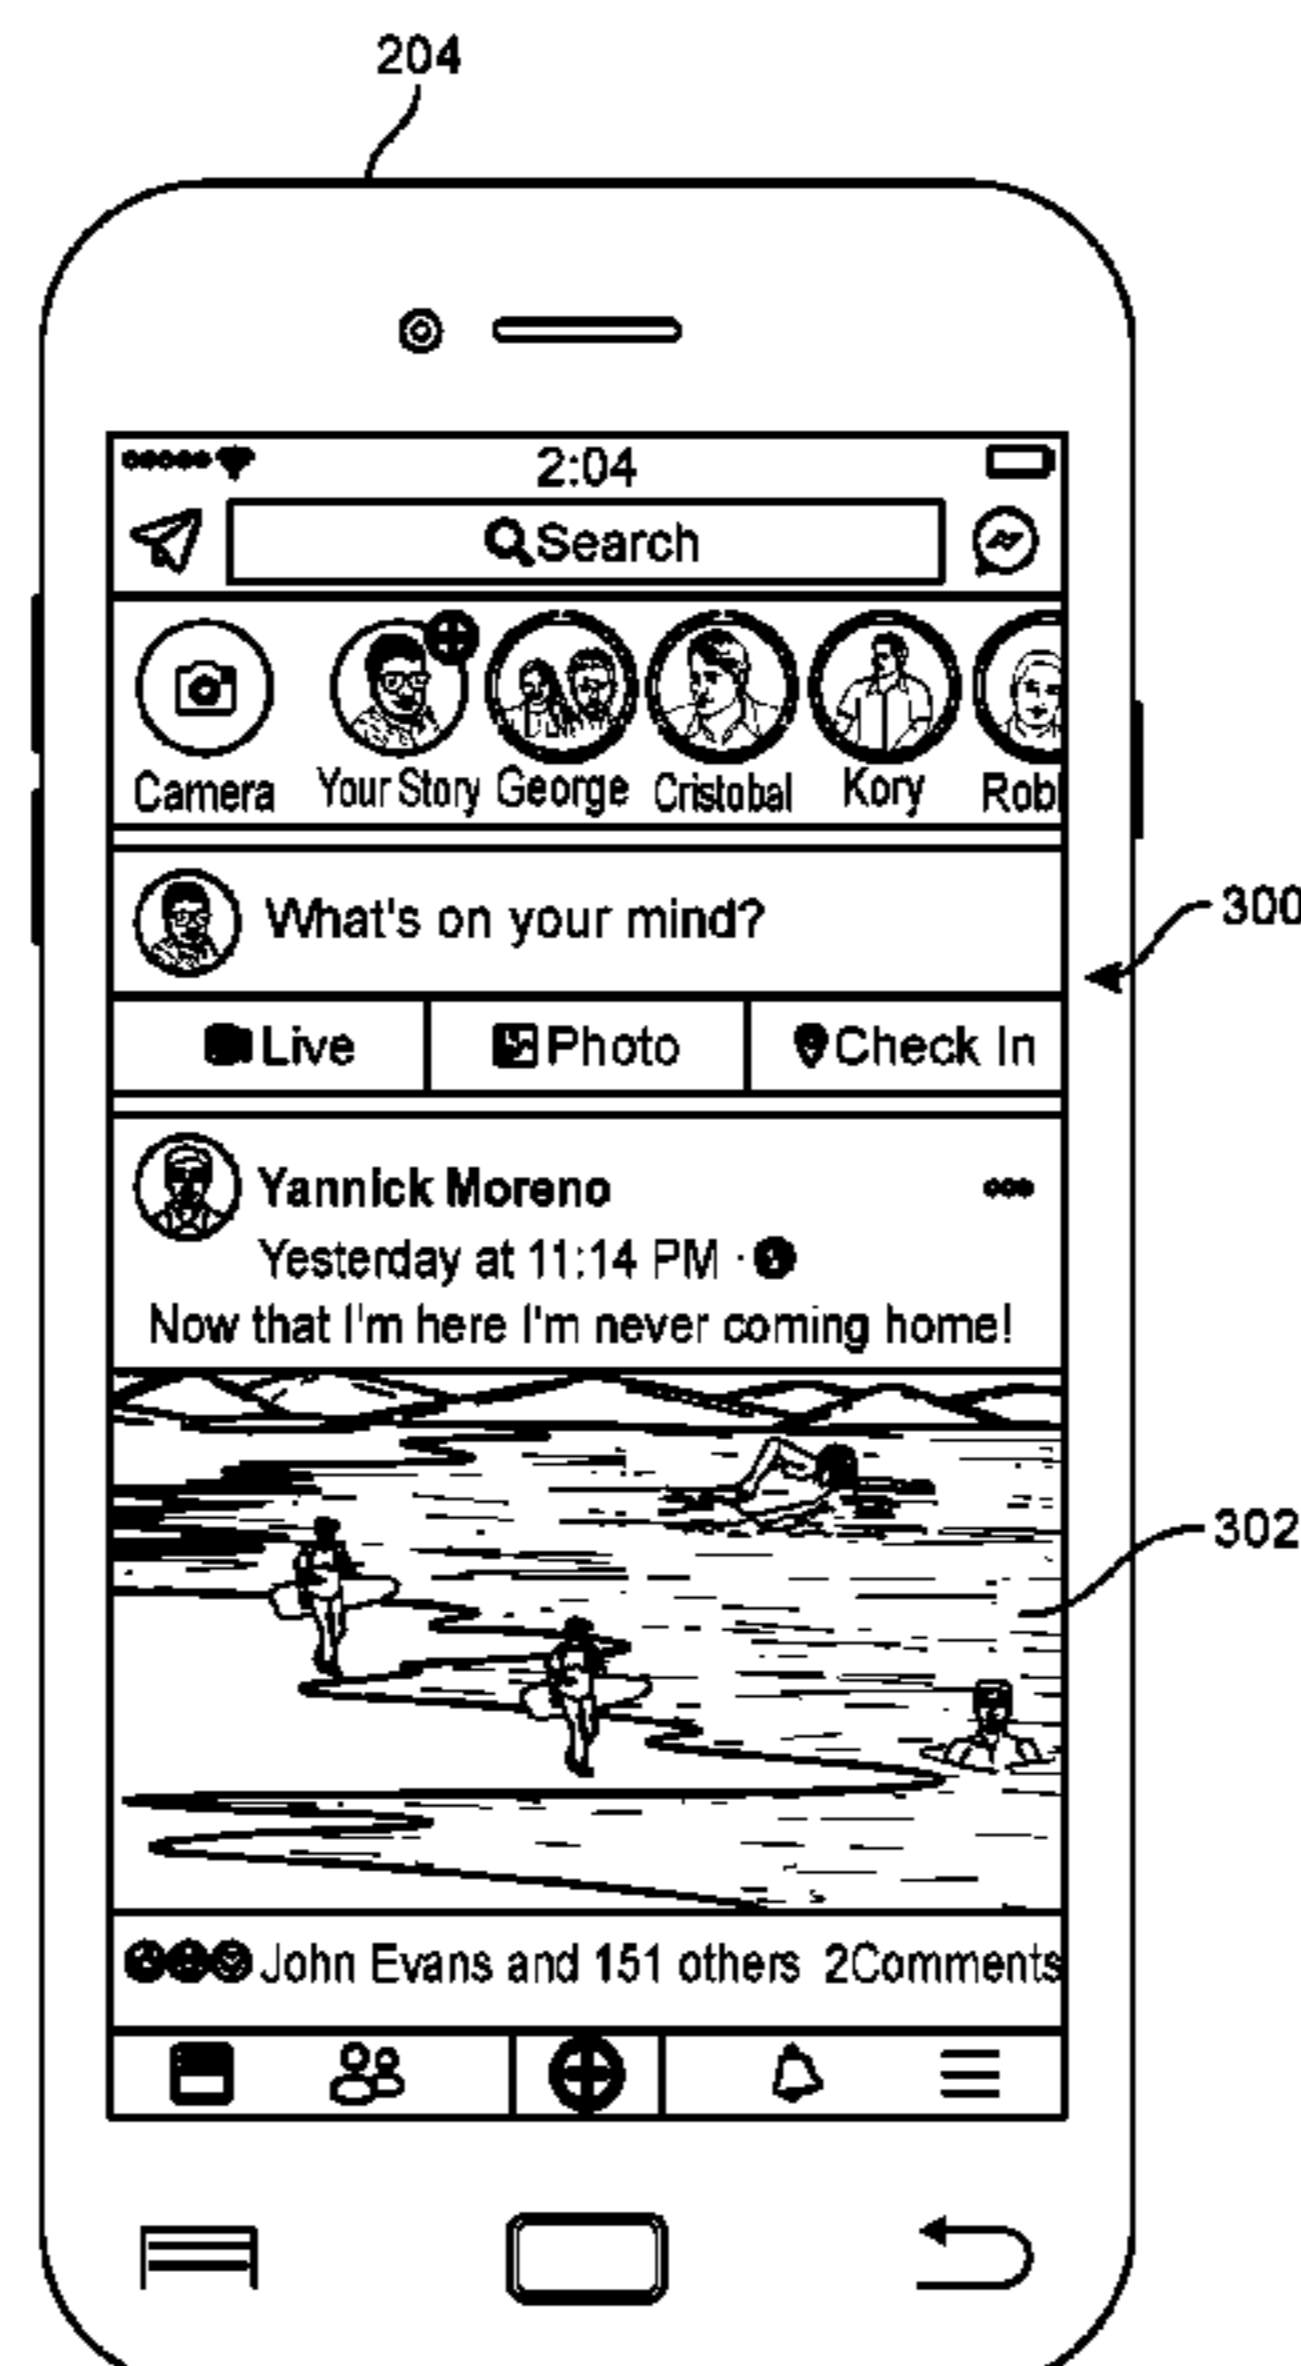 204
2:04
Search
Camera Your Story George Cristobal Kory Robl
What's on your mind?
300
Live Photo Check In
Yannick Moreno
Yesterday at 11:14 PM ·
Now that I'm here I'm never coming home!
302
John Evans and 151 others 2Comments